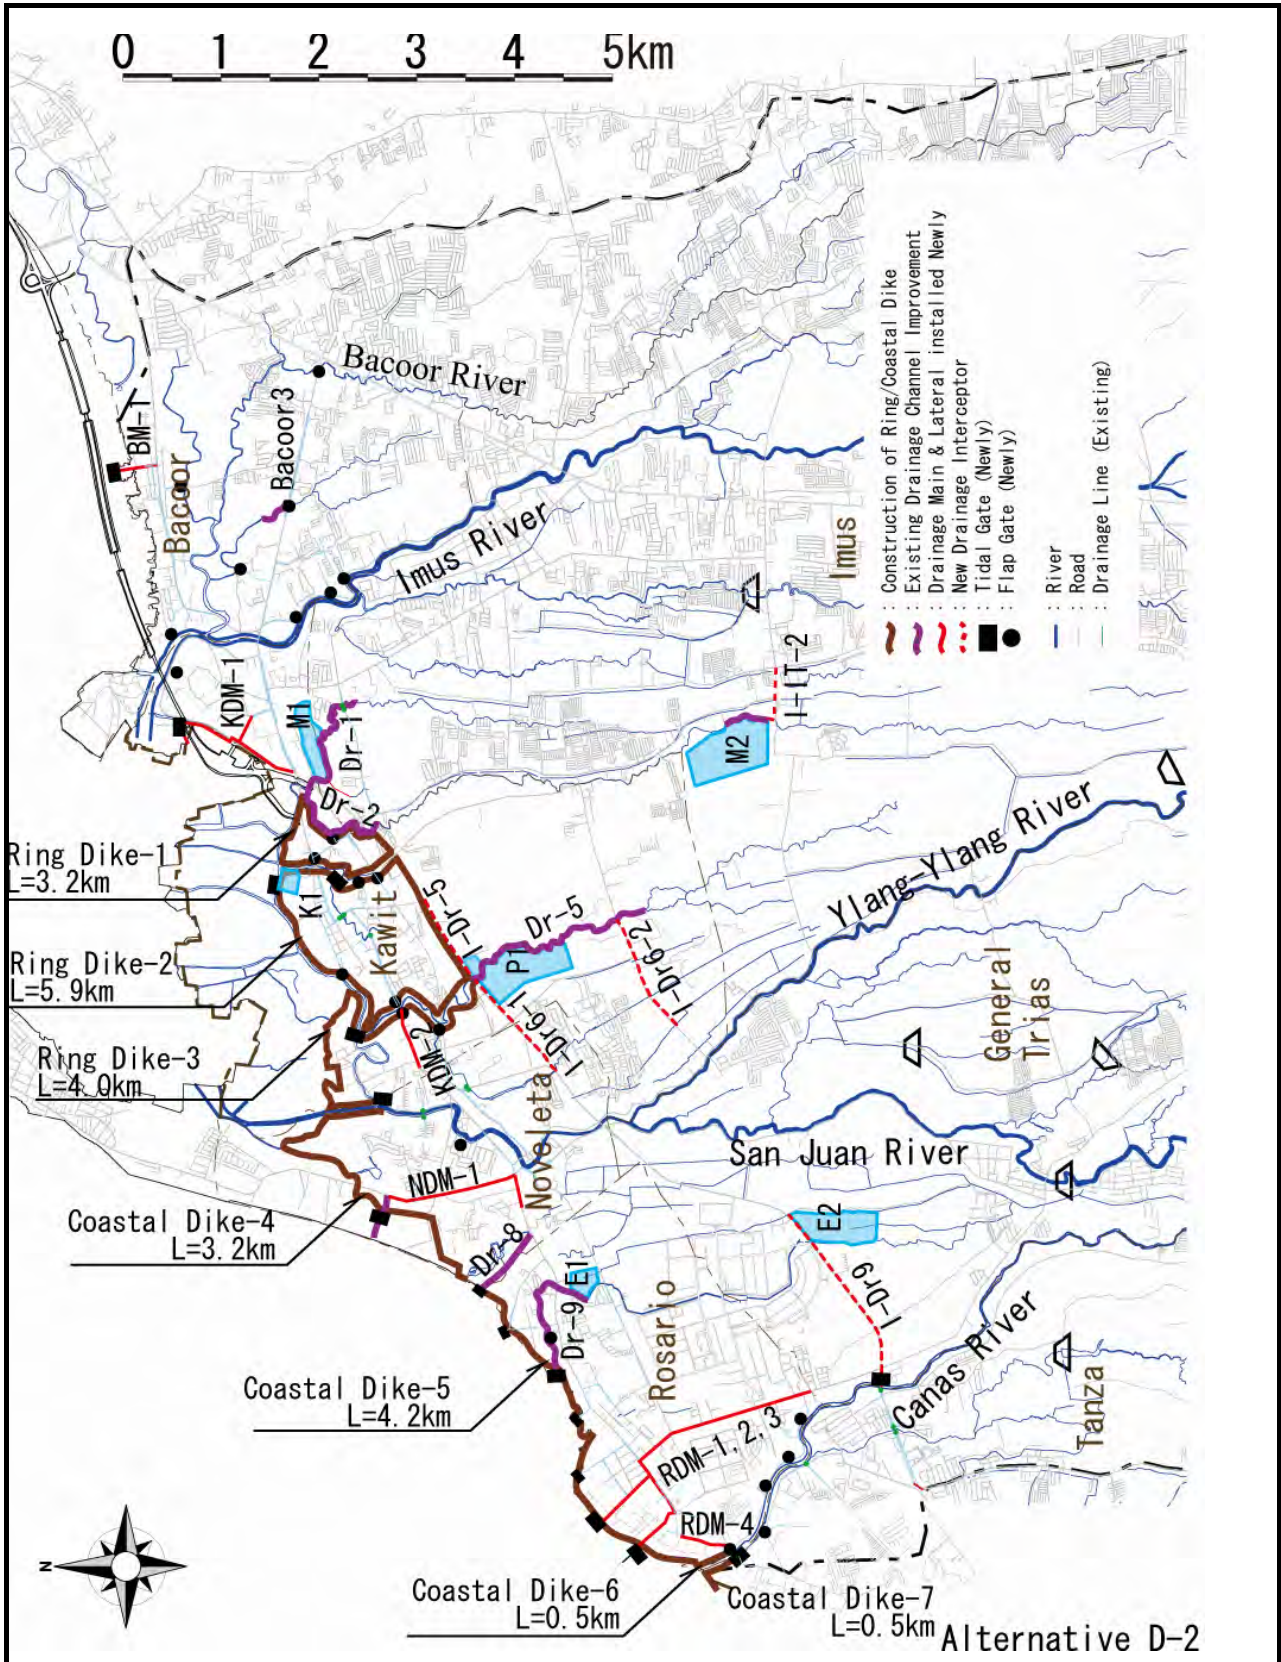 0 1 2 3 4 5km
Bacoor River
BM-1
Bacoor
Bacoor3
Imus River
Imus
: Construction of Ring/Coastal Dike
: Existing Drainage Channel Improvement
: Drainage Main & Lateral installed Newly
: New Drainage Interceptor
: Tidal Gate (Newly)
: Flap Gate (Newly)
: River
: Road
: Drainage Line (Existing)
KDM-1
M1
Dr-1
I-IT-2
M2
Dr-2
Ring Dike-1
L=3.2km
K1
Kawit
I-Dr-5
Dr-5
P1
I-Dr6-2
I-Dr6-1
Ylang-Ylang River
General
Trias
Ring Dike-2
L=5.9km
Ring Dike-3
L=4.0km
KDM-2
Noveleta
San Juan River
NDM-1
Coastal Dike-4
L=3.2km
Dr-8
E1
E2
Dr-9
I-Dr9
Rosario
Canas River
Tanza
Coastal Dike-5
L=4.2km
RDM-1, 2, 3
RDM-4
N
Coastal Dike-6
L=0.5km
Coastal Dike-7
L=0.5km
Alternative D-2